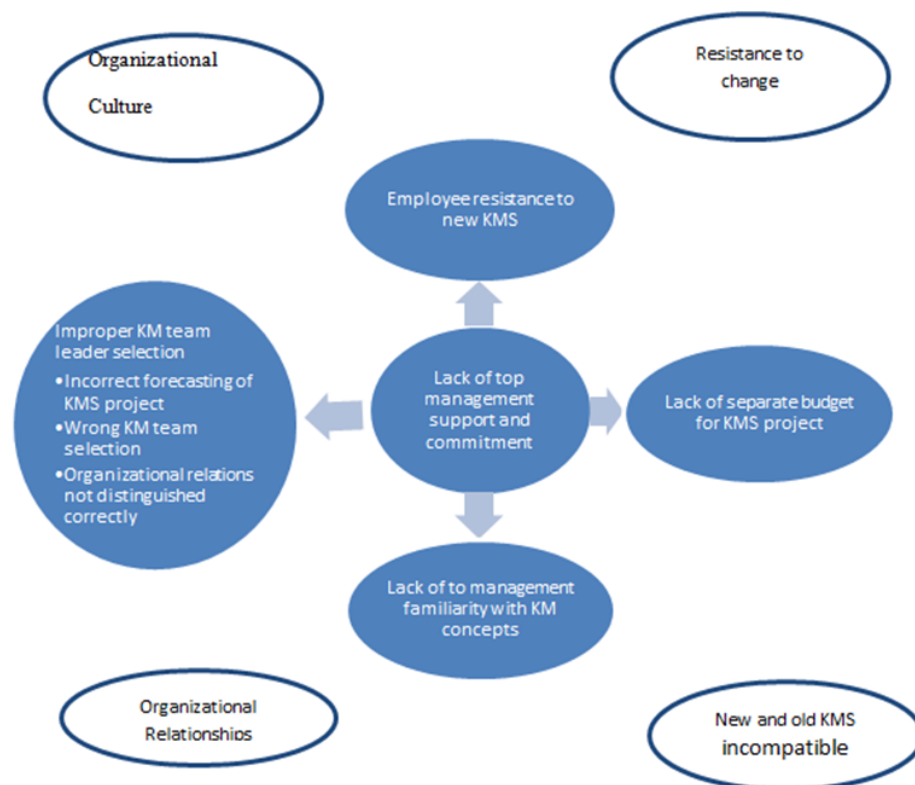 Organizational
Culture
Resistance to
change
Employee resistance to
new KMS
Improper KM team
leader selection
•Incorrect forecasting of
KMS project
•Wrong KM team
selection
•Organizational relations
not distinguished
correctly
Lack of top
management
support and
commitment
Lack of separate budget
for KMS project
Lack of to management
familiarity with KM
concepts
Organizational
Relationships
New and old KMS
incompatible